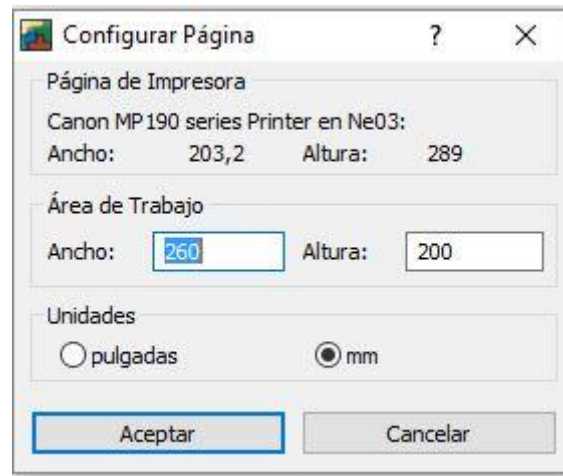 Configurar Página ?
Página de Impresora
Canon MP190 series Printer en Ne03:
Ancho: 203,2 Altura: 289
Área de Trabajo
Ancho: 260 Altura: 200
Unidades
pulgadas mm
Aceptar Cancelar